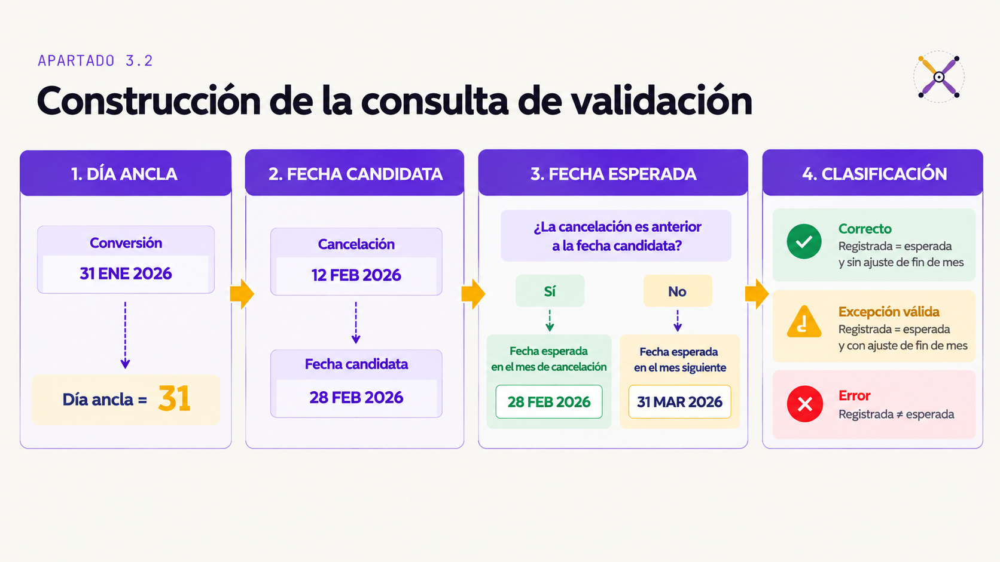 APARTADO 3.2
Construcción de la consulta de validación
1. DÍA ANCLA
Conversión
31 ENE 2026
Día ancla = 31
2. FECHA CANDIDATA
Cancelación
12 FEB 2026
Fecha candidata
28 FEB 2026
3. FECHA ESPERADA
¿La cancelación es anterior
a la fecha candidata?
Sí
Fecha esperada
en el mes de cancelación
28 FEB 2026
No
Fecha esperada
en el mes siguiente
31 MAR 2026
4. CLASIFICACIÓN
Correcto
Registrada = esperada
y sin ajuste de fin de mes
Excepción válida
Registrada = esperada
y con ajuste de fin de mes
Error
Registrada ≠ esperada